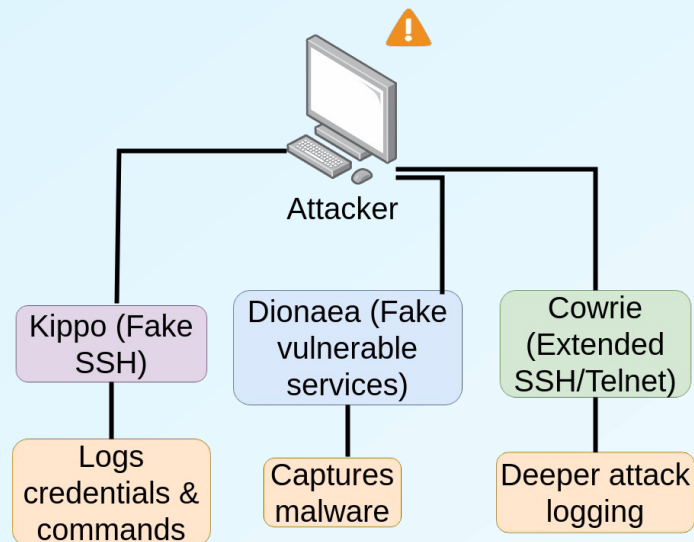 Attacker
Kippo (Fake
SSH)
Dionaea (Fake
vulnerable
services)
Cowrie
(Extended
SSH/Telnet)
Logs
credentials &
commands
Captures
malware
Deeper attack
logging